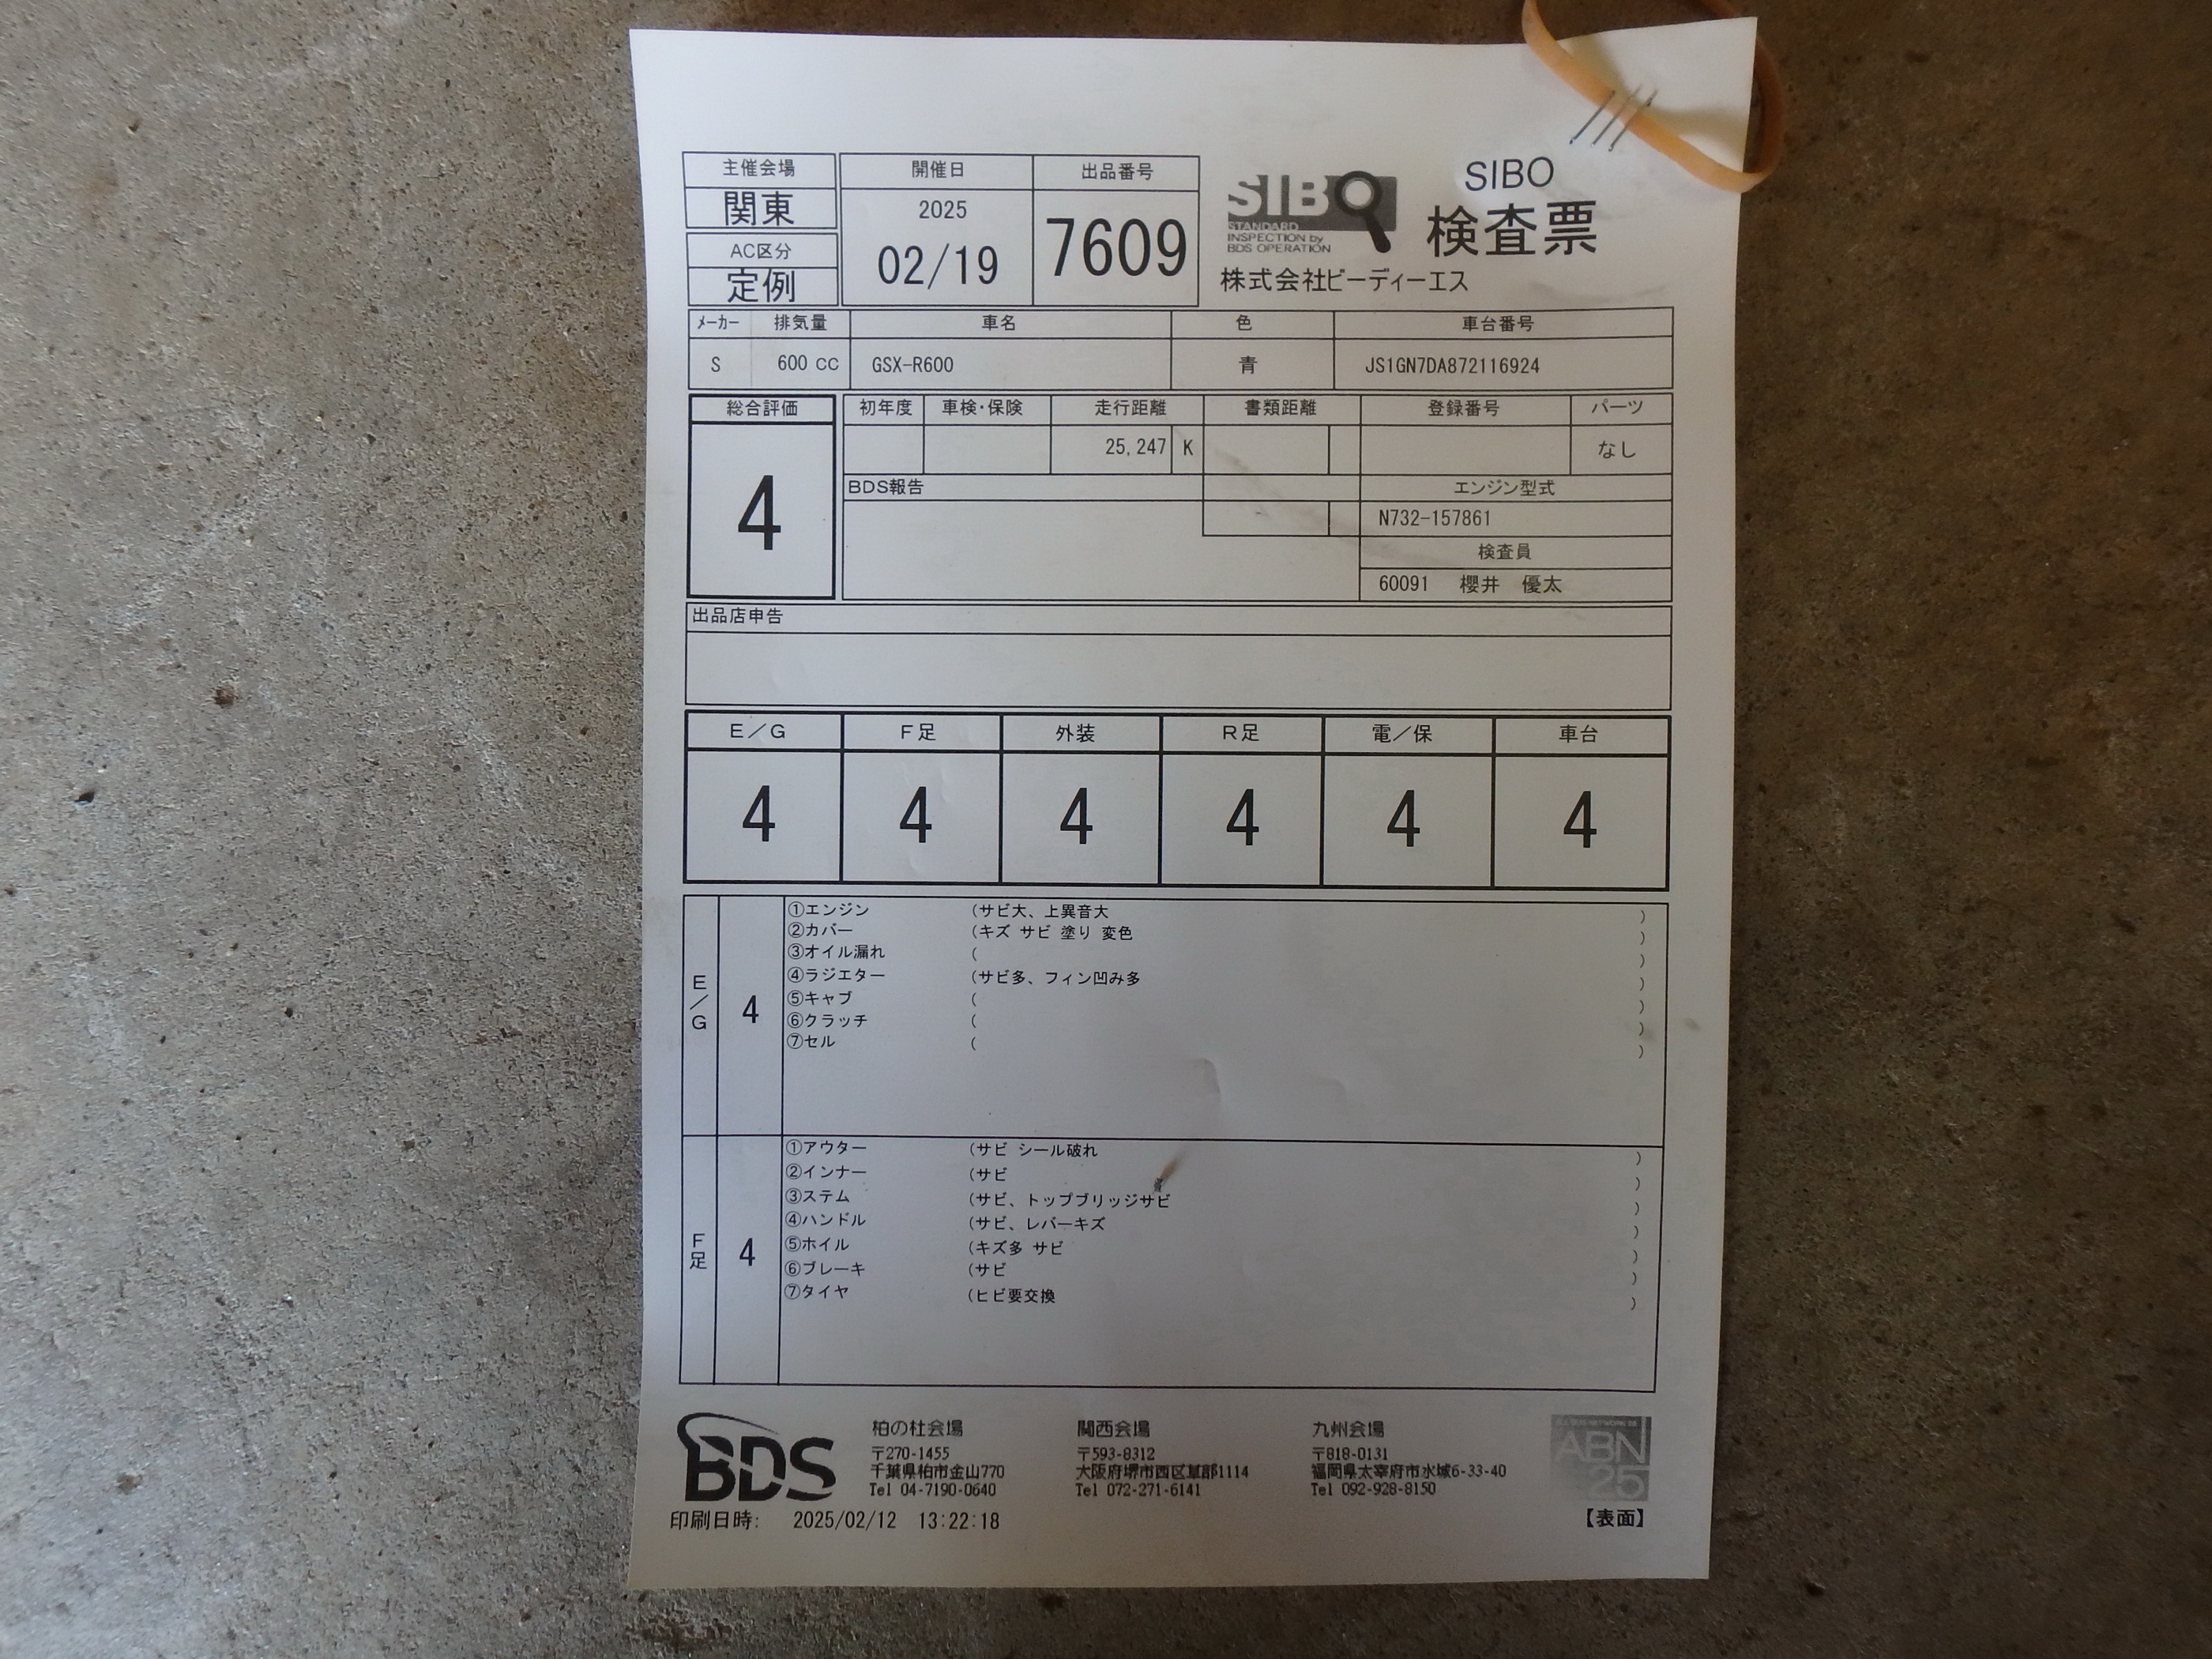 主催会場 開催日 出品番号
関東 2025 02/19 7609
AC区分
定例
SIBO
STANDARD
INSPECTION by
BDS OPERATION
SIBO
検査票
株式会社ビーディーエス
メーカー 排気量 車名 色 車台番号
S 600 CC GSX-R600 青 JS1GN7DA872116924
総合評価 初年度 車検・保険 走行距離 書類距離 登録番号 パーツ
4 25,247 K なし
BDS報告 エンジン型式
N732-157861
検査員
60091 櫻井 優太
出品店申告
E/G F足 外装 R足 電/保 車台
4 4 4 4 4 4
E/G 4
①エンジン (サビ大、上異音大 )
②カバー (キズ サビ 塗り 変色 )
③オイル漏れ ( )
④ラジエター (サビ多、フィン凹み多 )
⑤キャブ ( )
⑥クラッチ ( )
⑦セル ( )
F足 4
①アウター (サビ シール破れ )
②インナー (サビ )
③ステム (サビ、トップブリッジサビ )
④ハンドル (サビ、レバーキズ )
⑤ホイル (キズ多 サビ )
⑥ブレーキ (サビ )
⑦タイヤ (ヒビ要交換 )
BDS
柏の杜会場 関西会場 九州会場
〒270-1455 〒593-8312 〒818-0131
千葉県柏市金山770 大阪府堺市西区草部1114 福岡県太宰府市水城6-33-40
Tel 04-7190-0640 Tel 072-271-6141 Tel 092-928-8150
ABN
25
印刷日時: 2025/02/12 13:22:18 【表面】